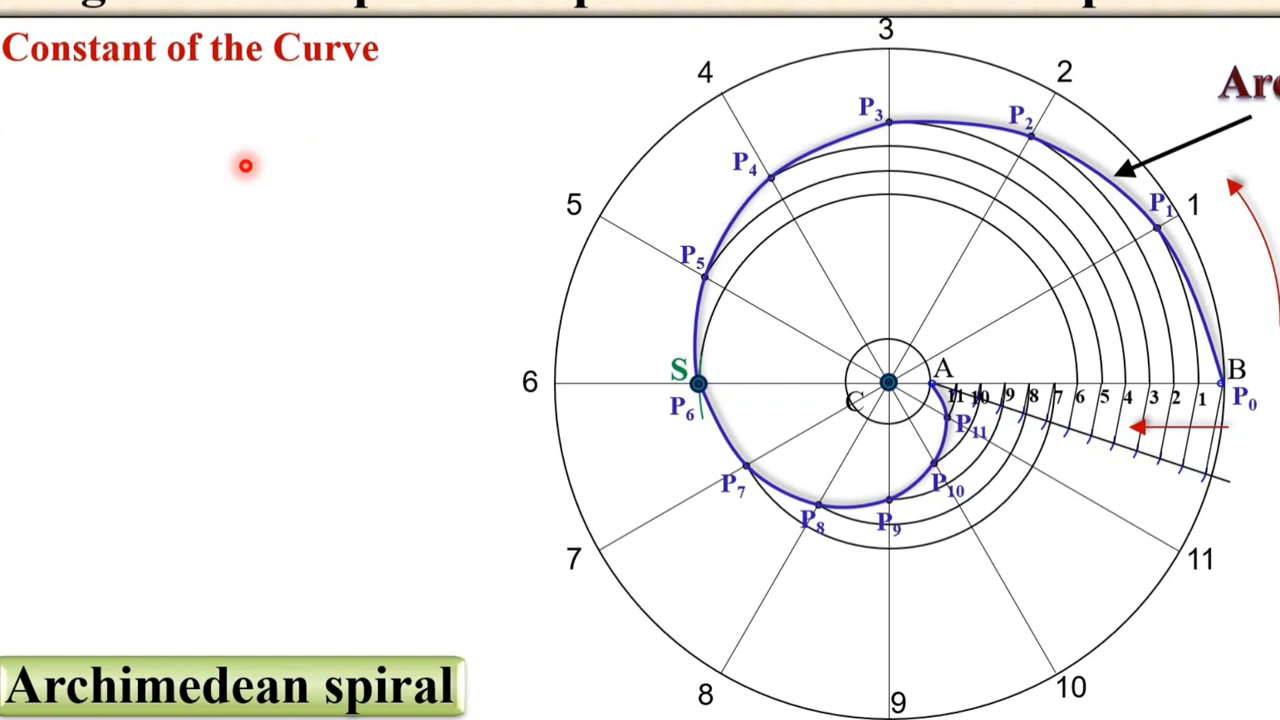 Constant of the Curve
3
4
2
Arc
P3
P2
P4
5
P1
1
P5
S
A
B
6
C
11 10 9 8 7 6 5 4 3 2 1
P6
P0
P11
P7
P10
P8
P9
7
11
8
9
10
Archimedean spiral